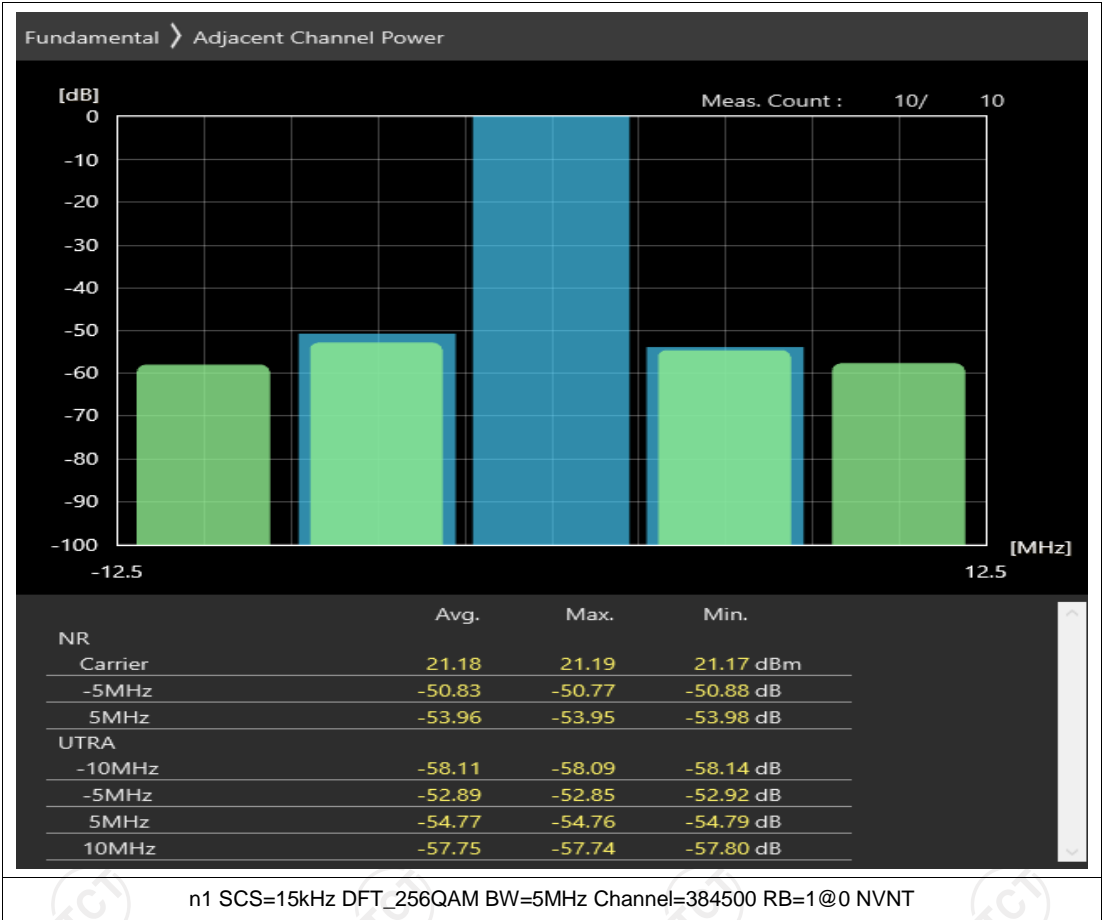 Fundamental ❯ Adjacent Channel Power
[dB]
Meas. Count : 10/ 10
0
-10
-20
-30
-40
-50
-60
-70
-80
-90
-100
[MHz]
-12.5 12.5
Avg. Max. Min.
NR
Carrier 21.18 21.19 21.17 dBm
-5MHz -50.83 -50.77 -50.88 dB
5MHz -53.96 -53.95 -53.98 dB
UTRA
-10MHz -58.11 -58.09 -58.14 dB
-5MHz -52.89 -52.85 -52.92 dB
5MHz -54.77 -54.76 -54.79 dB
10MHz -57.75 -57.74 -57.80 dB
n1 SCS=15kHz DFT_256QAM BW=5MHz Channel=384500 RB=1@0 NVNT
TCT TCT TCT TCT